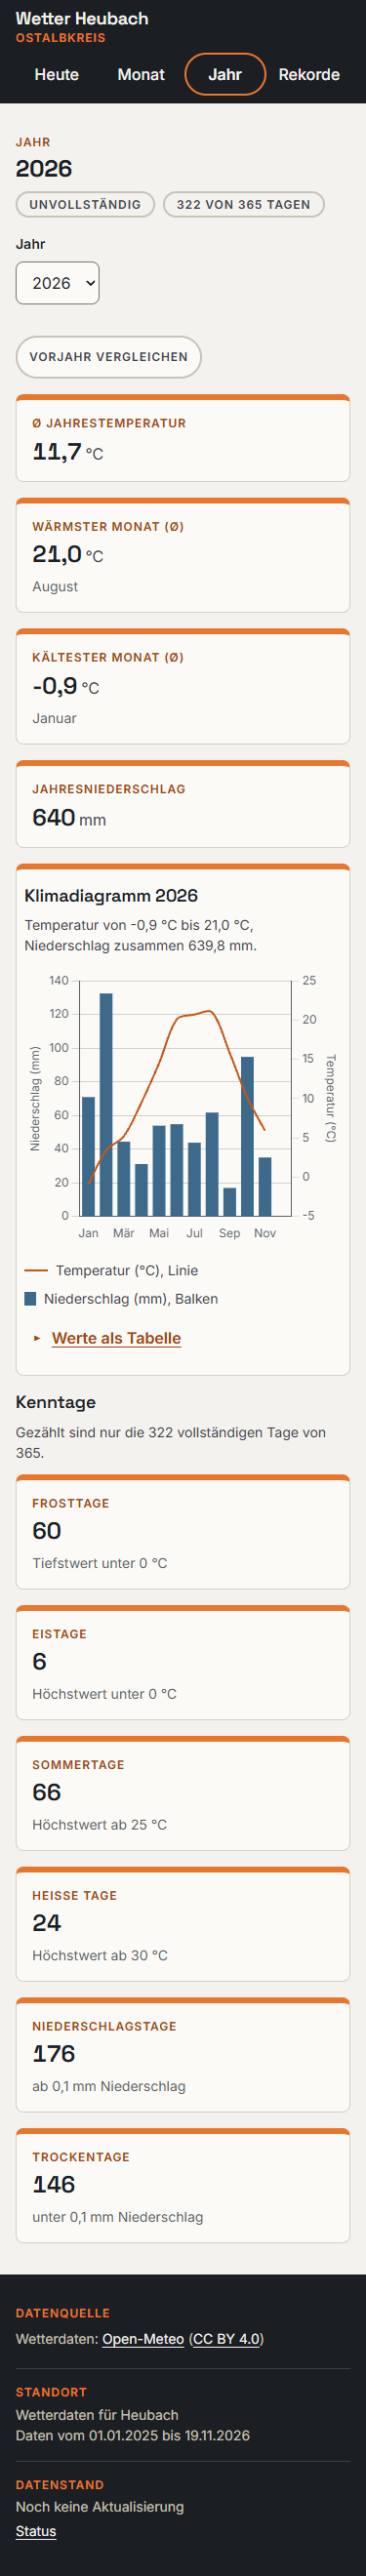 Wetter Heubach
OSTALBKREIS
Heute Monat Jahr Rekorde
JAHR
2026
UNVOLLSTÄNDIG 322 VON 365 TAGEN
Jahr
2026
VORJAHR VERGLEICHEN
Ø JAHRESTEMPERATUR
11,7 °C
WÄRMSTER MONAT (Ø)
21,0 °C
August
KÄLTESTER MONAT (Ø)
-0,9 °C
Januar
JAHRESNIEDERSCHLAG
640 mm
Klimadiagramm 2026
Temperatur von -0,9 °C bis 21,0 °C,
Niederschlag zusammen 639,8 mm.
Niederschlag (mm)
140
120
100
80
60
40
20
0
25
20
15
10
5
0
-5
Temperatur (°C)
Jan Mär Mai Jul Sep Nov
Temperatur (°C), Linie
Niederschlag (mm), Balken
Werte als Tabelle
Kenntage
Gezählt sind nur die 322 vollständigen Tage von
365.
FROSTTAGE
60
Tiefstwert unter 0 °C
EISTAGE
6
Höchstwert unter 0 °C
SOMMERTAGE
66
Höchstwert ab 25 °C
HEISSE TAGE
24
Höchstwert ab 30 °C
NIEDERSCHLAGSTAGE
176
ab 0,1 mm Niederschlag
TROCKENTAGE
146
unter 0,1 mm Niederschlag
DATENQUELLE
Wetterdaten: Open-Meteo (CC BY 4.0)
STANDORT
Wetterdaten für Heubach
Daten vom 01.01.2025 bis 19.11.2026
DATENSTAND
Noch keine Aktualisierung
Status